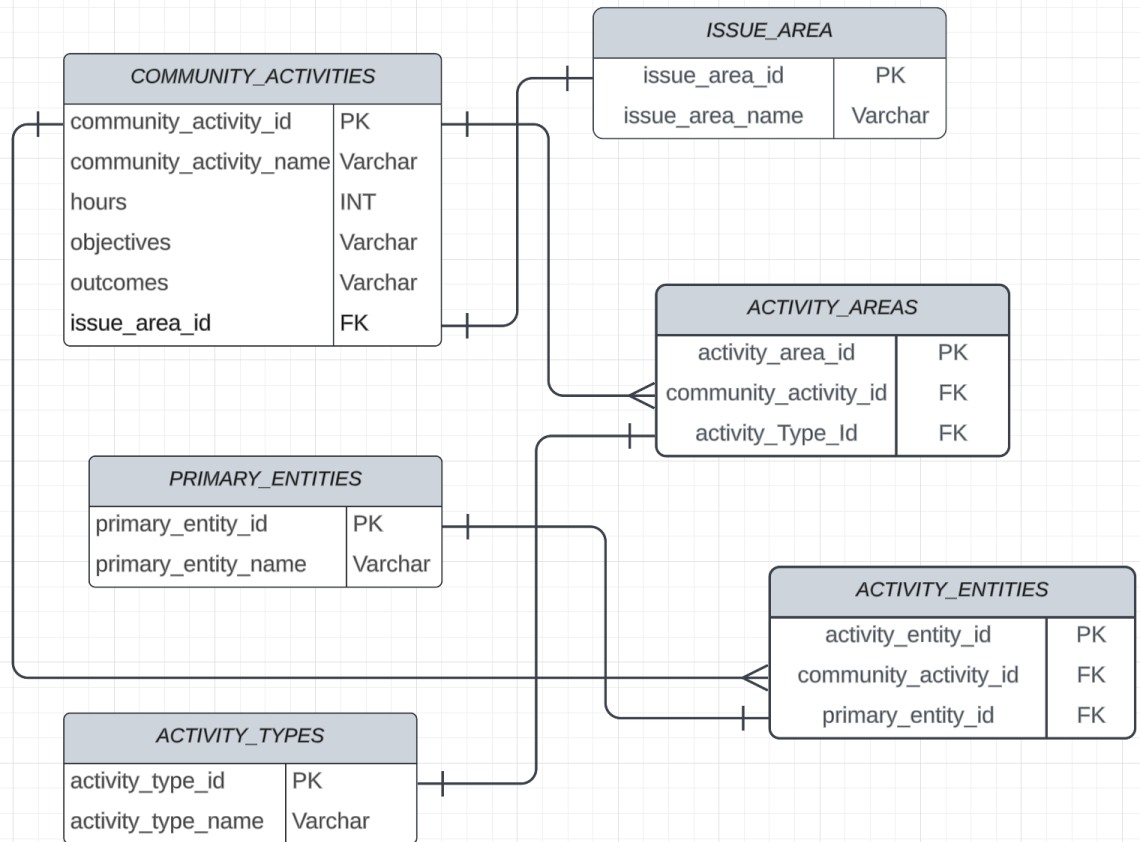 ISSUE_AREA
issue_area_id PK
issue_area_name Varchar
COMMUNITY_ACTIVITIES
community_activity_id PK
community_activity_name Varchar
hours INT
objectives Varchar
outcomes Varchar
issue_area_id FK
ACTIVITY_AREAS
activity_area_id PK
community_activity_id FK
activity_Type_Id FK
PRIMARY_ENTITIES
primary_entity_id PK
primary_entity_name Varchar
ACTIVITY_ENTITIES
activity_entity_id PK
community_activity_id FK
primary_entity_id FK
ACTIVITY_TYPES
activity_type_id PK
activity_type_name Varchar